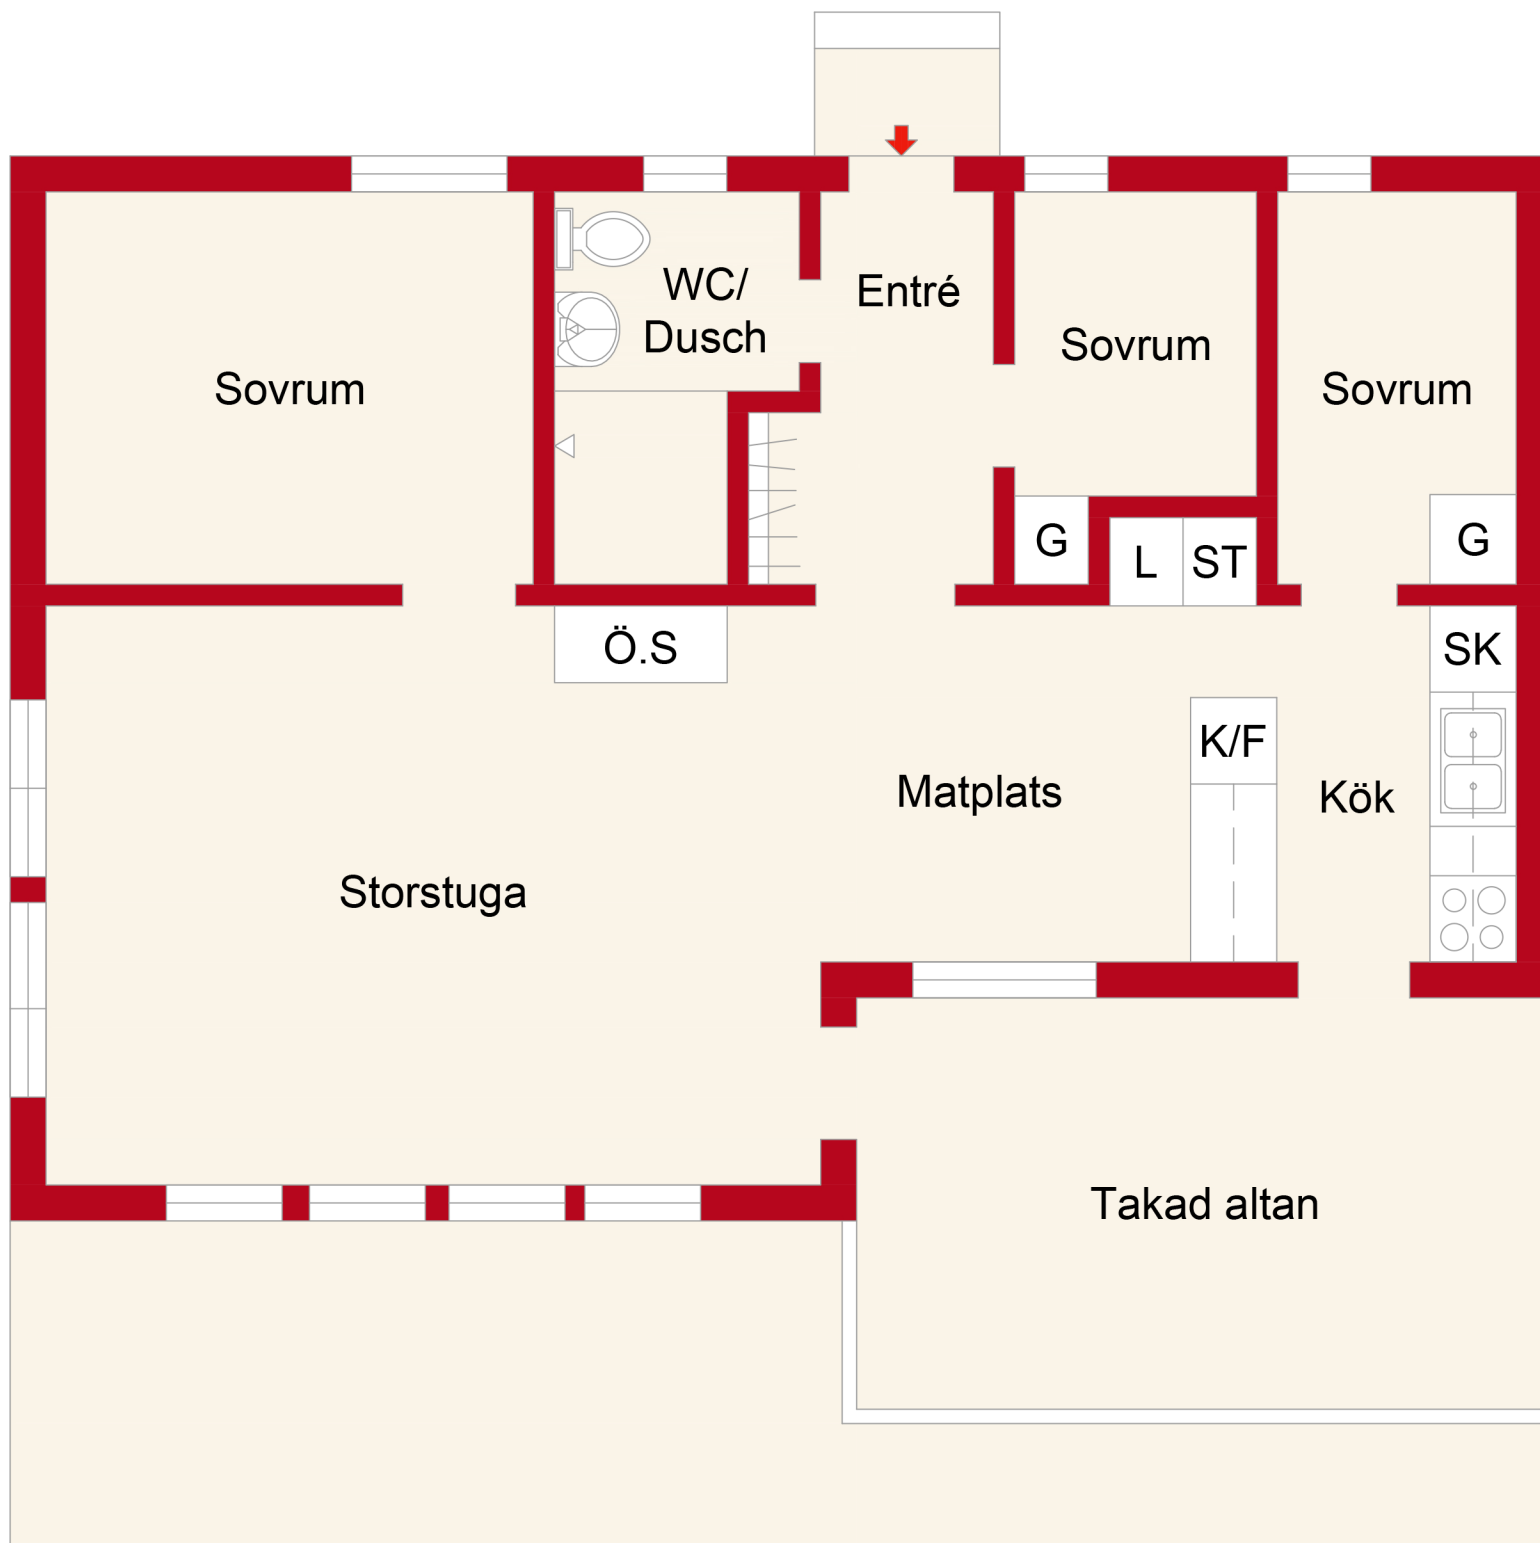 WC/
Dusch
Entré
Sovrum
Sovrum
Sovrum
G
L
ST
G
Ö.S
SK
K/F
Matplats
Kök
Storstuga
Takad altan